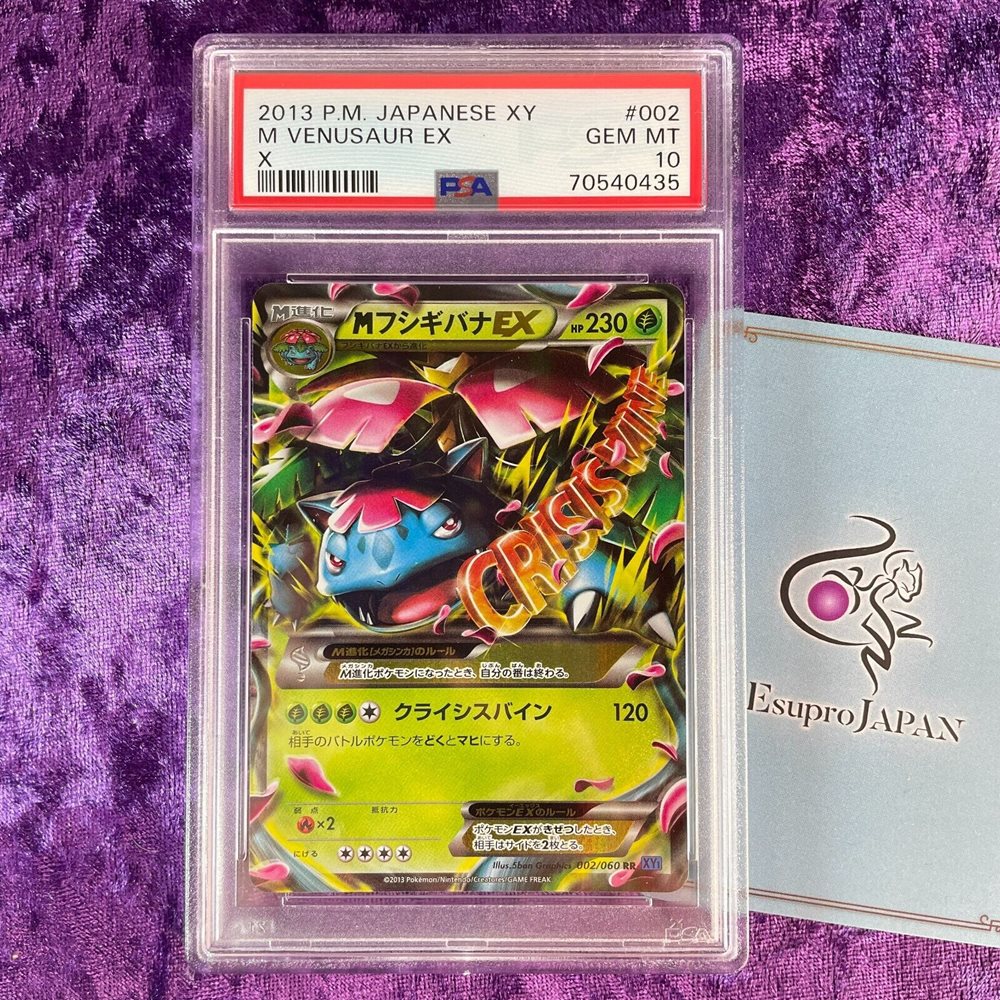 2013 P.M. JAPANESE XY #002
M VENUSAUR EX GEM MT
X 10
PSA 70540435
M進化
MフシギバナEX HP230
フシギバナEXから進化
CRISIS VINE
M進化[メガシンカ]のルール
M進化ポケモンになったとき、自分の番は終わる。
クライシスバイン 120
相手のバトルポケモンをどくとマヒにする。
弱点 抵抗力
×2
にげる
ポケモンEXのルール
ポケモンEXがきぜつしたとき、
相手はサイドを2枚とる。
Illus.5ban Graphics 002/060 RR XY1
©2013 Pokémon/Nintendo/Creatures/GAME FREAK
EsuproJAPAN